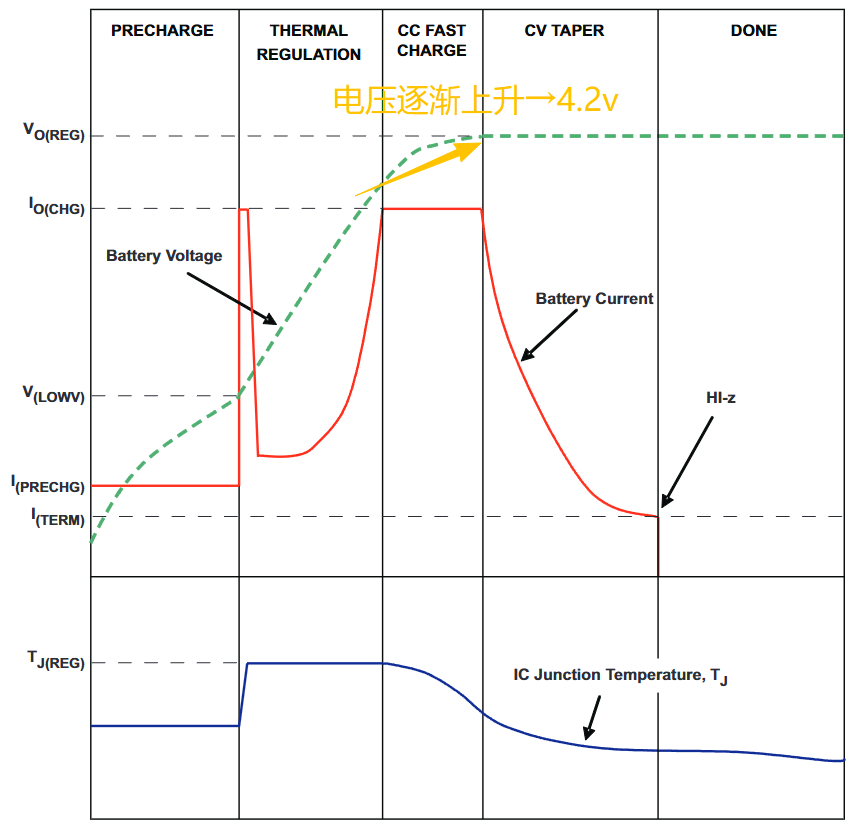 PRECHARGE
THERMAL
REGULATION
CC FAST
CHARGE
CV TAPER
DONE
电压逐渐上升→4.2v
VO(REG)
IO(CHG)
Battery Voltage
Battery Current
V(LOWV)
HI-z
I(PRECHG)
I(TERM)
TJ(REG)
IC Junction Temperature, TJ